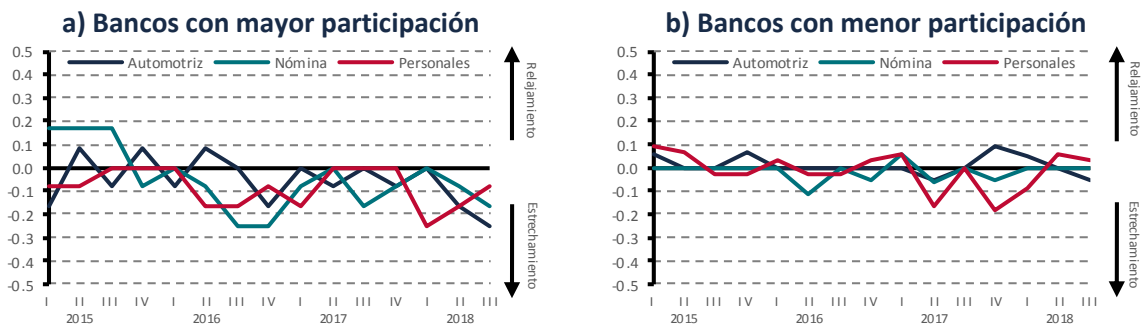 a) Bancos con mayor participación
0.5
0.4
0.3
0.2
0.1
0.0
-0.1
-0.2
-0.3
-0.4
-0.5
Automotriz Nómina Personales
Relajamiento
Estrechamiento
I II III IV I II III IV I II III IV I II III
2015 2016 2017 2018
b) Bancos con menor participación
0.5
0.4
0.3
0.2
0.1
0.0
-0.1
-0.2
-0.3
-0.4
-0.5
Automotriz Nómina Personales
Relajamiento
Estrechamiento
I II III IV I II III IV I II III IV I II III
2015 2016 2017 2018